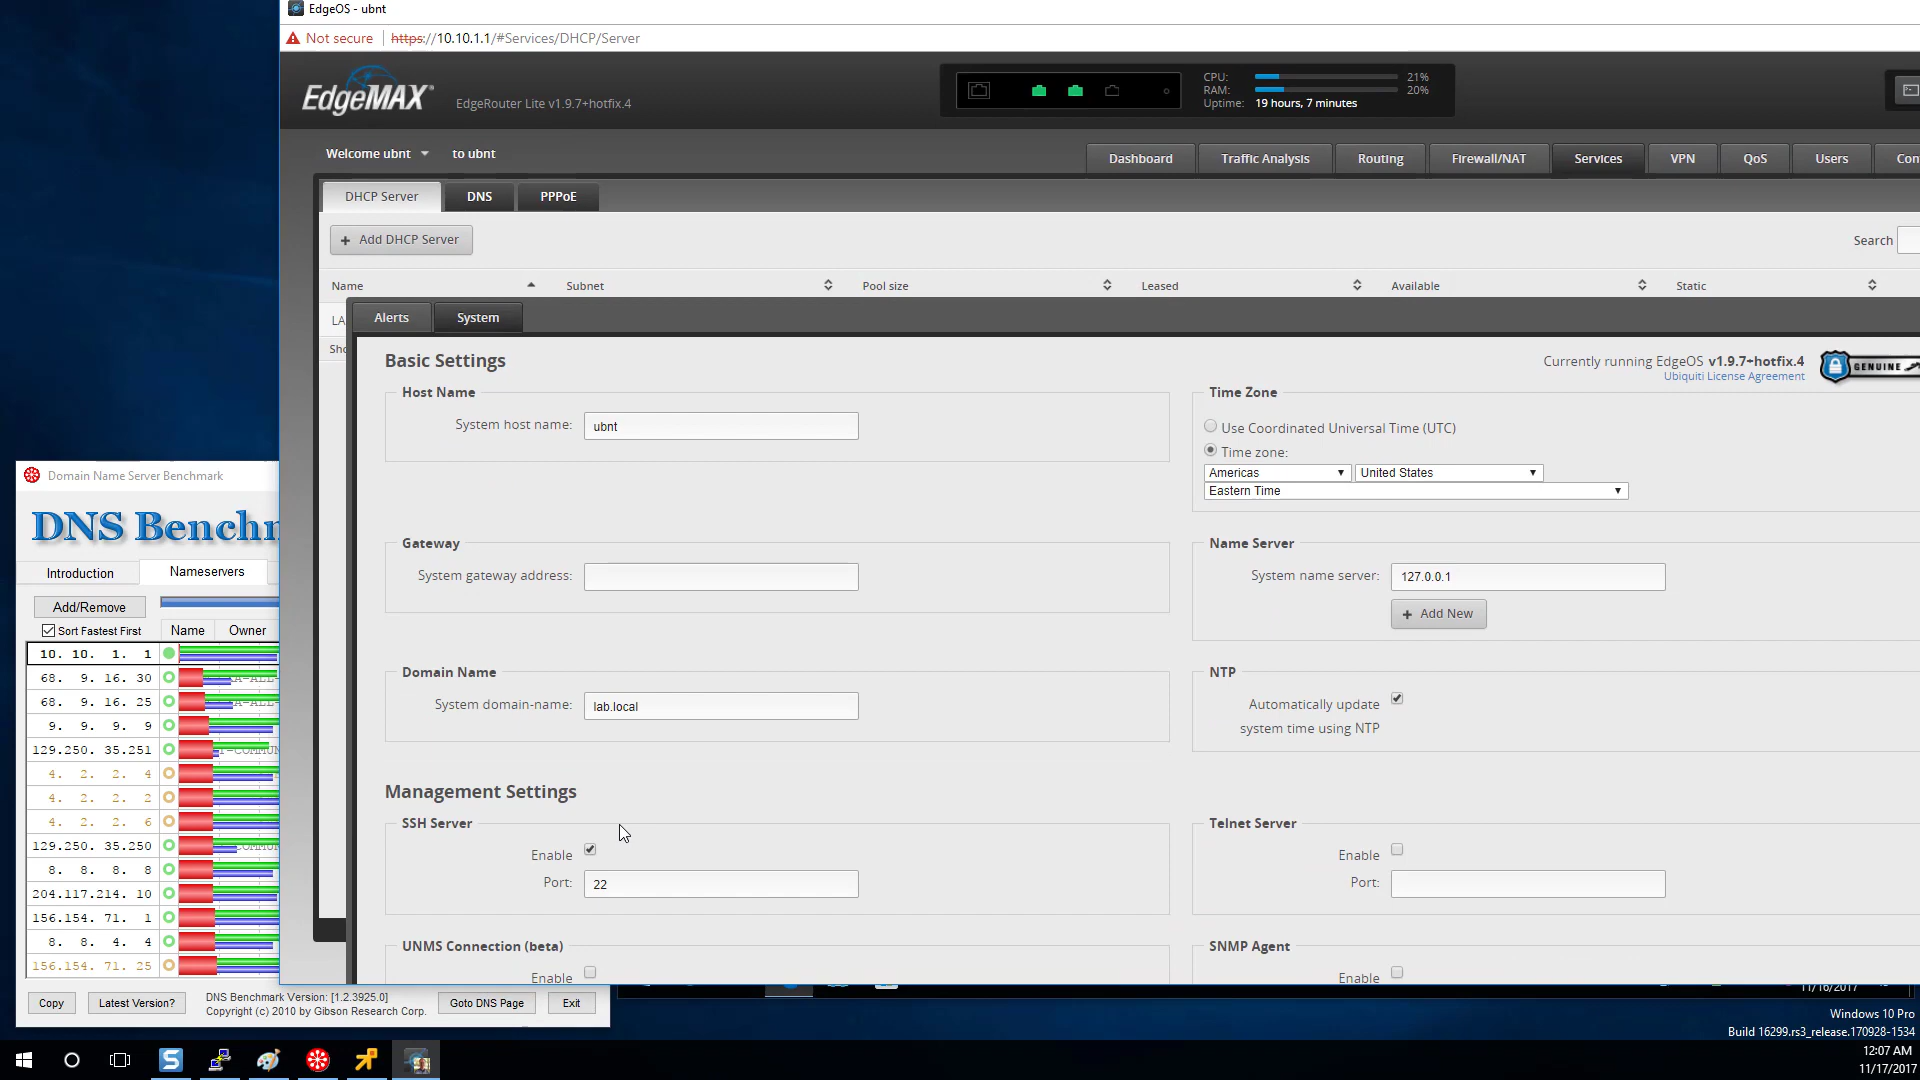 EdgeOS - ubnt
Not secure | https://10.10.1.1/#Services/DHCP/Server
EdgeMAX EdgeRouter Lite v1.9.7+hotfix.4
CPU: 21%
RAM: 20%
Uptime: 19 hours, 7 minutes
Welcome ubnt to ubnt
Dashboard Traffic Analysis Routing Firewall/NAT Services VPN QoS Users Con
DHCP Server DNS PPPoE
+ Add DHCP Server
Search
Name Subnet Pool size Leased Available Static
LA
Sho
Alerts System
Basic Settings
Currently running EdgeOS v1.9.7+hotfix.4
Ubiquiti License Agreement
GENUINE
Host Name
System host name: ubnt
Time Zone
Use Coordinated Universal Time (UTC)
Time zone:
Americas United States
Eastern Time
Gateway
System gateway address:
Name Server
System name server: 127.0.0.1
+ Add New
Domain Name
System domain-name: lab.local
NTP
Automatically update
system time using NTP
Management Settings
SSH Server
Enable
Port: 22
Telnet Server
Enable
Port:
UNMS Connection (beta)
Enable
SNMP Agent
Enable
Domain Name Server Benchmark
DNS Benchm
Introduction Nameservers
Add/Remove
Sort Fastest First
Name Owner
10. 10. 1. 1
68. 9. 16. 30
68. 9. 16. 25
9. 9. 9. 9
129.250. 35.251
4. 2. 2. 4
4. 2. 2. 2
4. 2. 2. 6
129.250. 35.250
8. 8. 8. 8
204.117.214. 10
156.154. 71. 1
8. 8. 4. 4
156.154. 71. 25
Copy Latest Version?
DNS Benchmark Version: [1.2.3925.0]
Copyright (c) 2010 by Gibson Research Corp.
Goto DNS Page Exit
11/16/2017
Windows 10 Pro
Build 16299.rs3_release.170928-1534
12:07 AM
11/17/2017